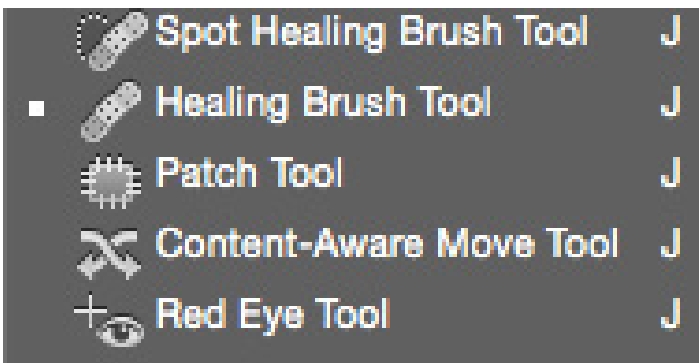 Spot Healing Brush Tool J
Healing Brush Tool J
Patch Tool J
Content-Aware Move Tool J
Red Eye Tool J